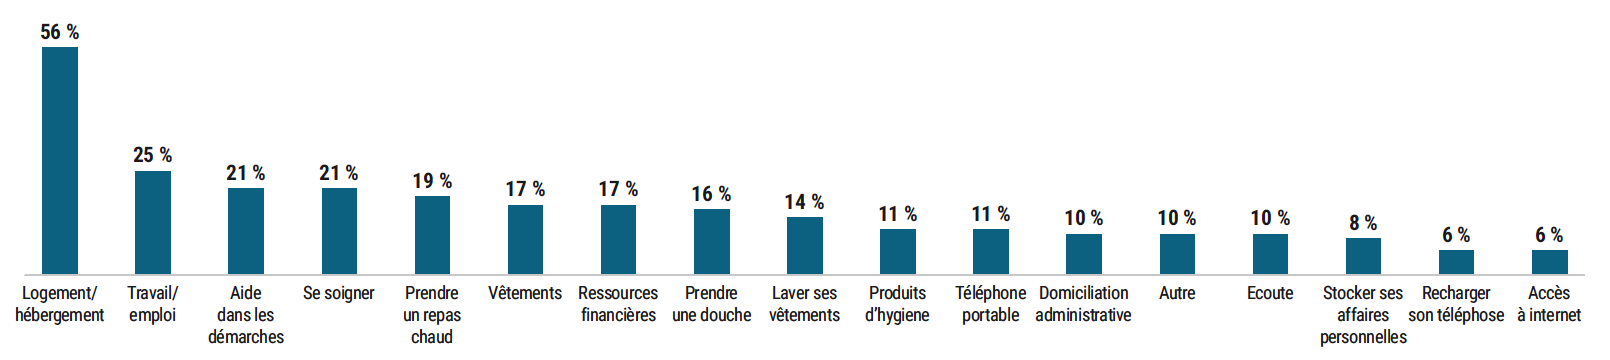 56 %
25 %
21 %
21 %
19 %
17 %
17 %
16 %
14 %
11 %
11 %
10 %
10 %
10 %
8 %
6 %
6 %
Logement/
hébergement
Travail/
emploi
Aide
dans les
démarches
Se soigner
Prendre
un repas
chaud
Vêtements
Ressources
financières
Prendre
une douche
Laver ses
vêtements
Produits
d'hygiene
Téléphone
portable
Domiciliation
administrative
Autre
Ecoute
Stocker ses
affaires
personnelles
Recharger
son téléphose
Accès
à internet